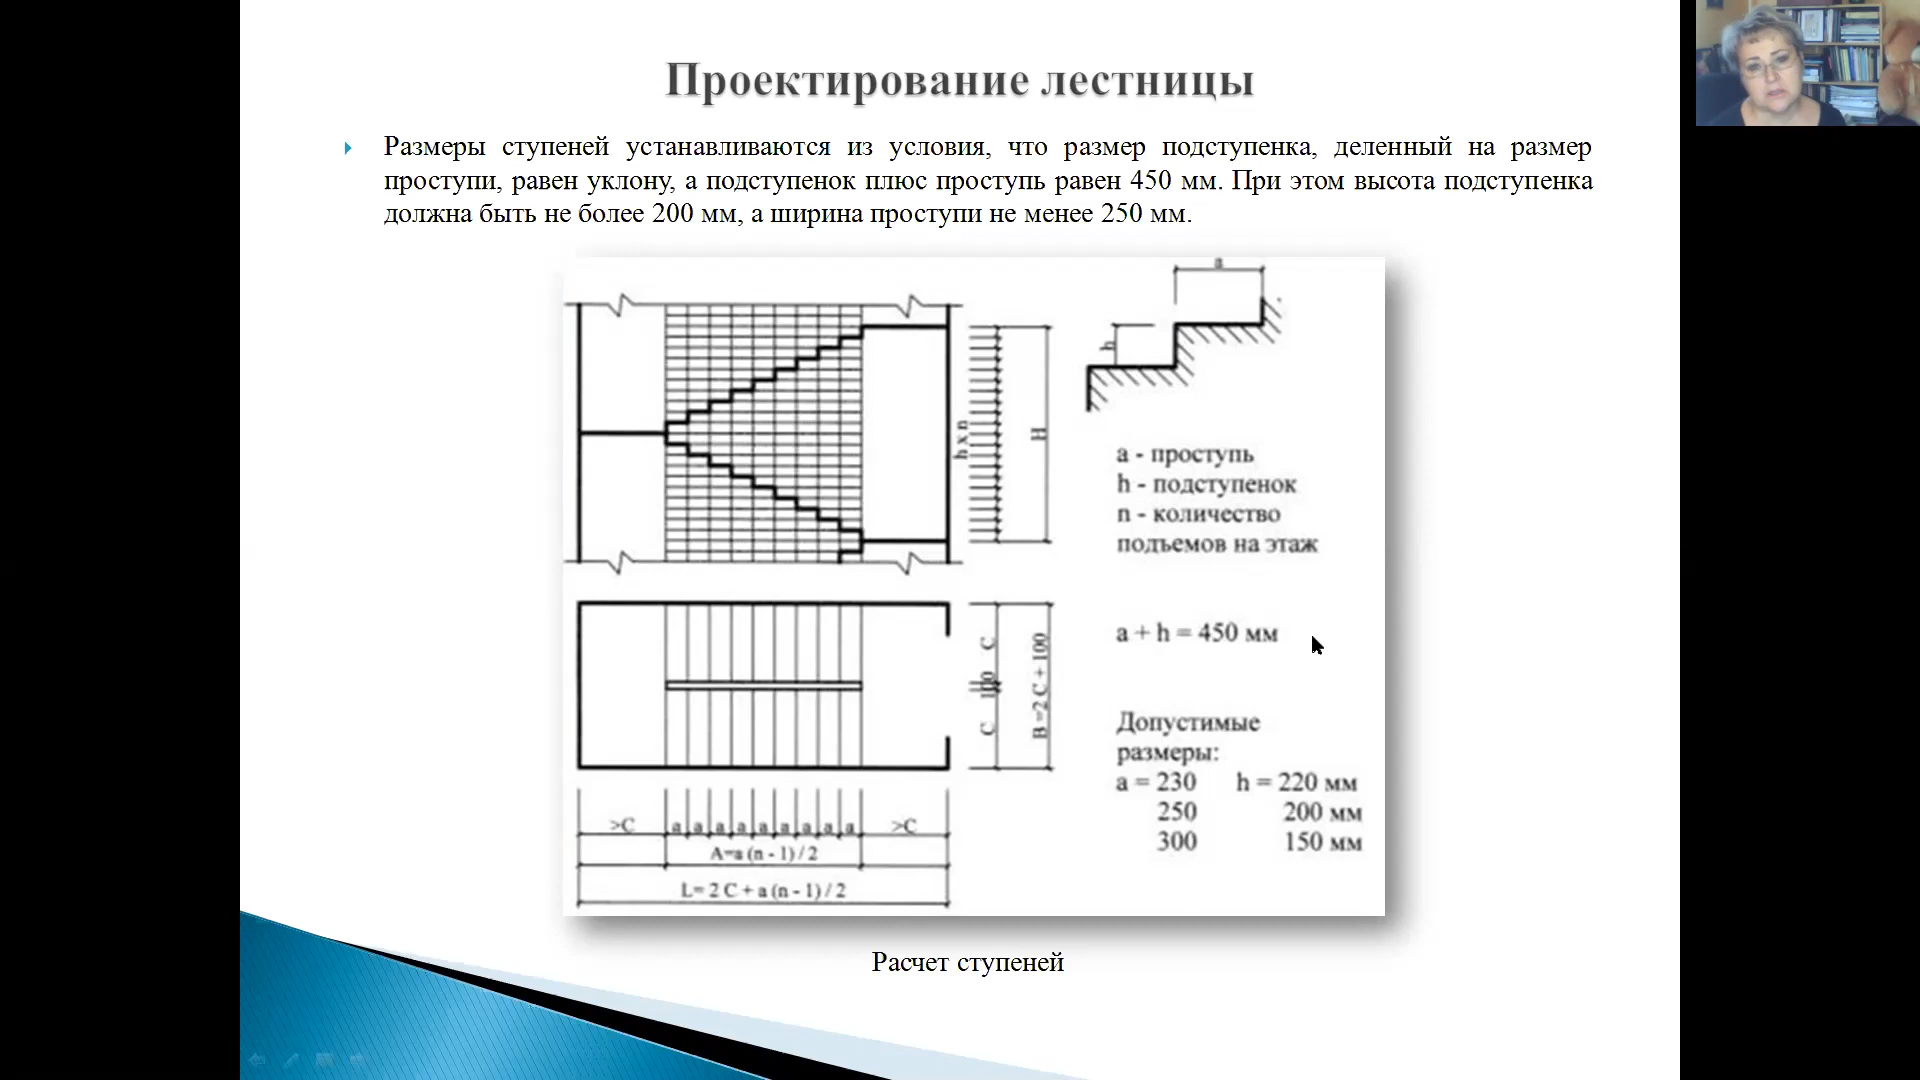 Проектирование лестницы
Размеры ступеней устанавливаются из условия, что размер подступенка, деленный на размер
проступи, равен уклону, а подступенок плюс проступь равен 450 мм. При этом высота подступенка
должна быть не более 200 мм, а ширина проступи не менее 250 мм.
a
h
h x n
H
a - проступь
h - подступенок
n - количество
подъемов на этаж
a + h = 450 мм
C
100
C
B =2 C + 100
Допустимые
размеры:
a = 230 h = 220 мм
250 200 мм
300 150 мм
>C a a a a a a a a a >C
A=a (n - 1) / 2
L= 2 C + a (n - 1) / 2
Расчет ступеней